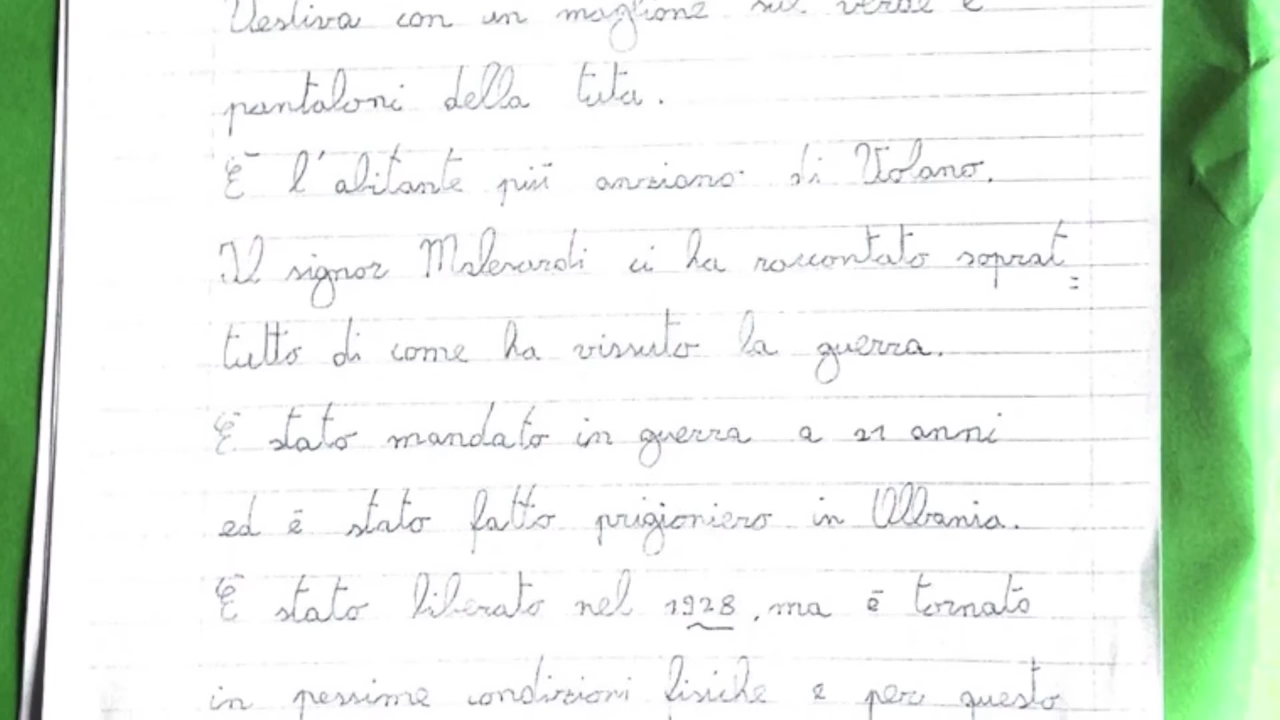 Vestiva con un maglione sul verde e
pantaloni della tuta.
È l'abitante più anziano di Volano.
Il signor Malesardi ci ha raccontato soprat=
tutto di come ha vissuto la guerra.
È stato mandato in guerra a 21 anni
ed è stato fatto prigioniero in Albania.
È stato liberato nel 1928, ma è tornato
in pessime condizioni fisiche e per questo